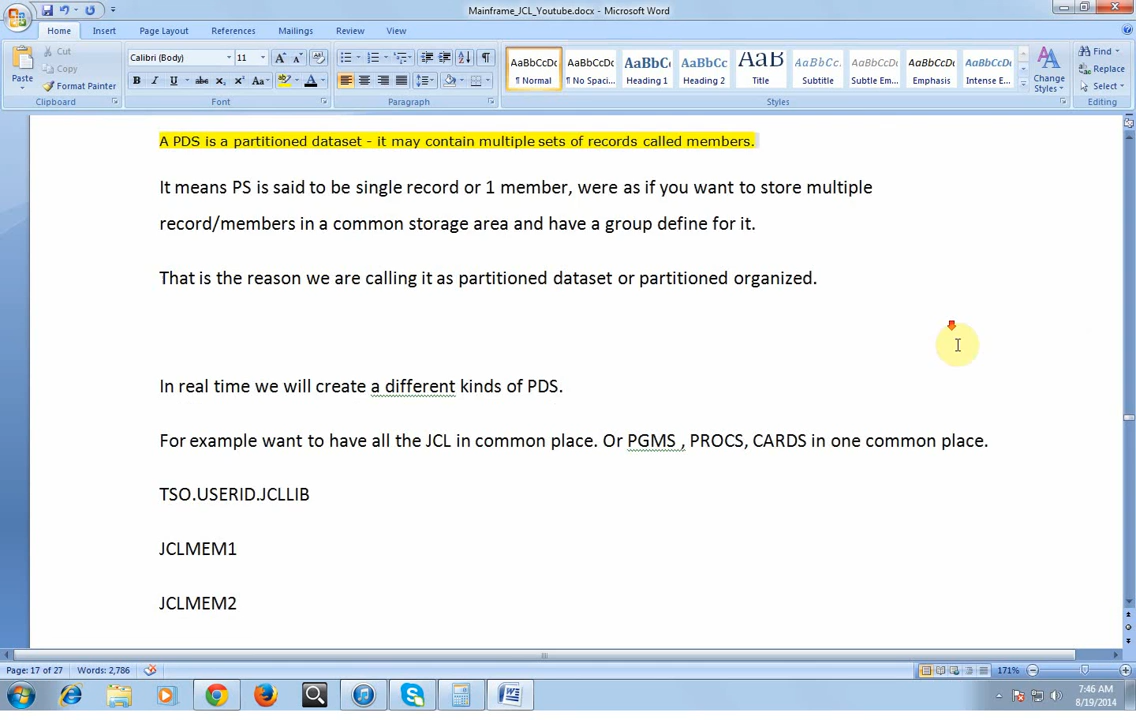 Mainframe_JCL_Youtube.docx - Microsoft Word
Home Insert Page Layout References Mailings Review View
Paste
Cut
Copy
Format Painter
Clipboard
Calibri (Body) 11
Font
Paragraph
AaBbCcDc AaBbCcDc AaBbCc AaBbCc AaB AaBbCc. AaBbCcDc AaBbCcDc AaBbCcDc
¶ Normal ¶ No Spaci... Heading 1 Heading 2 Title Subtitle Subtle Em... Emphasis Intense E...
Change Styles
Styles
Find
Replace
Select
Editing
A PDS is a partitioned dataset - it may contain multiple sets of records called members.
It means PS is said to be single record or 1 member, were as if you want to store multiple
record/members in a common storage area and have a group define for it.
That is the reason we are calling it as partitioned dataset or partitioned organized.
In real time we will create a different kinds of PDS.
For example want to have all the JCL in common place. Or PGMS , PROCS, CARDS in one common place.
TSO.USERID.JCLLIB
JCLMEM1
JCLMEM2
Page: 17 of 27 Words: 2,786 171%
7:46 AM
8/19/2014